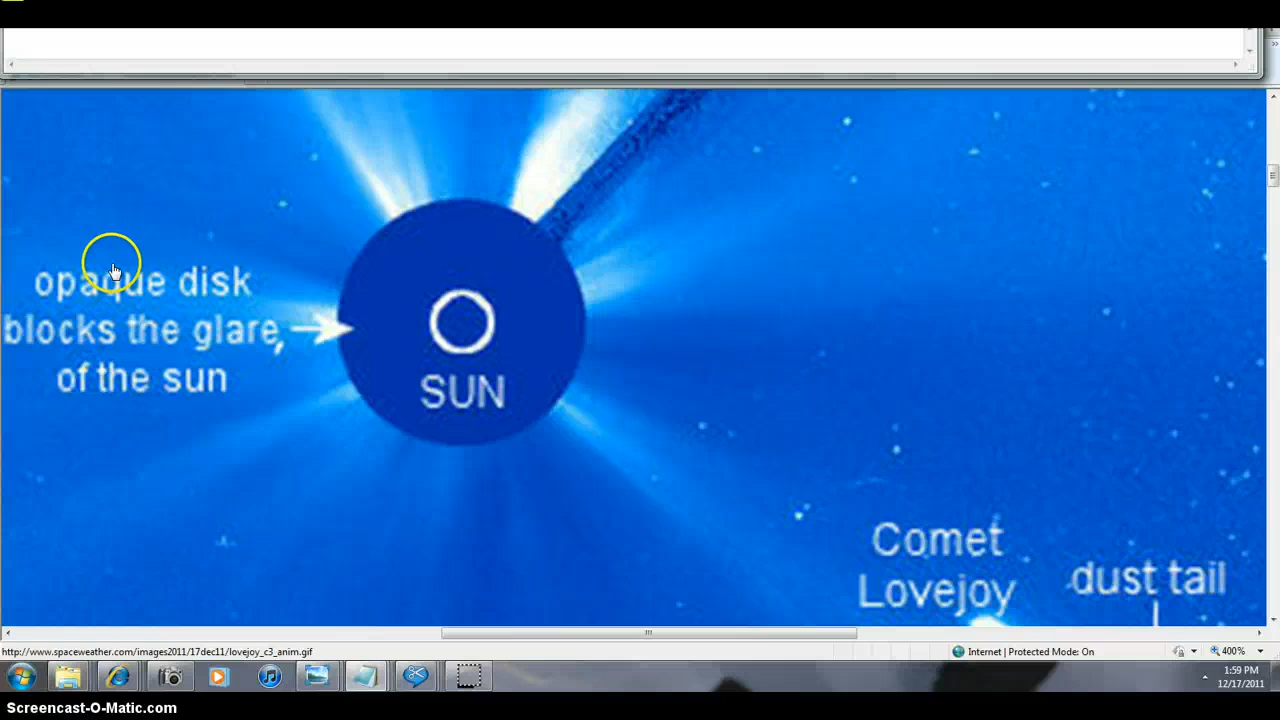 opaque disk
blocks the glare,
of the sun
SUN
Comet
Lovejoy
dust tail
http://www.spaceweather.com/images2011/17dec11/lovejoy_c3_anim.gif
Internet | Protected Mode: On
400%
1:59 PM
12/17/2011
Screencast-O-Matic.com